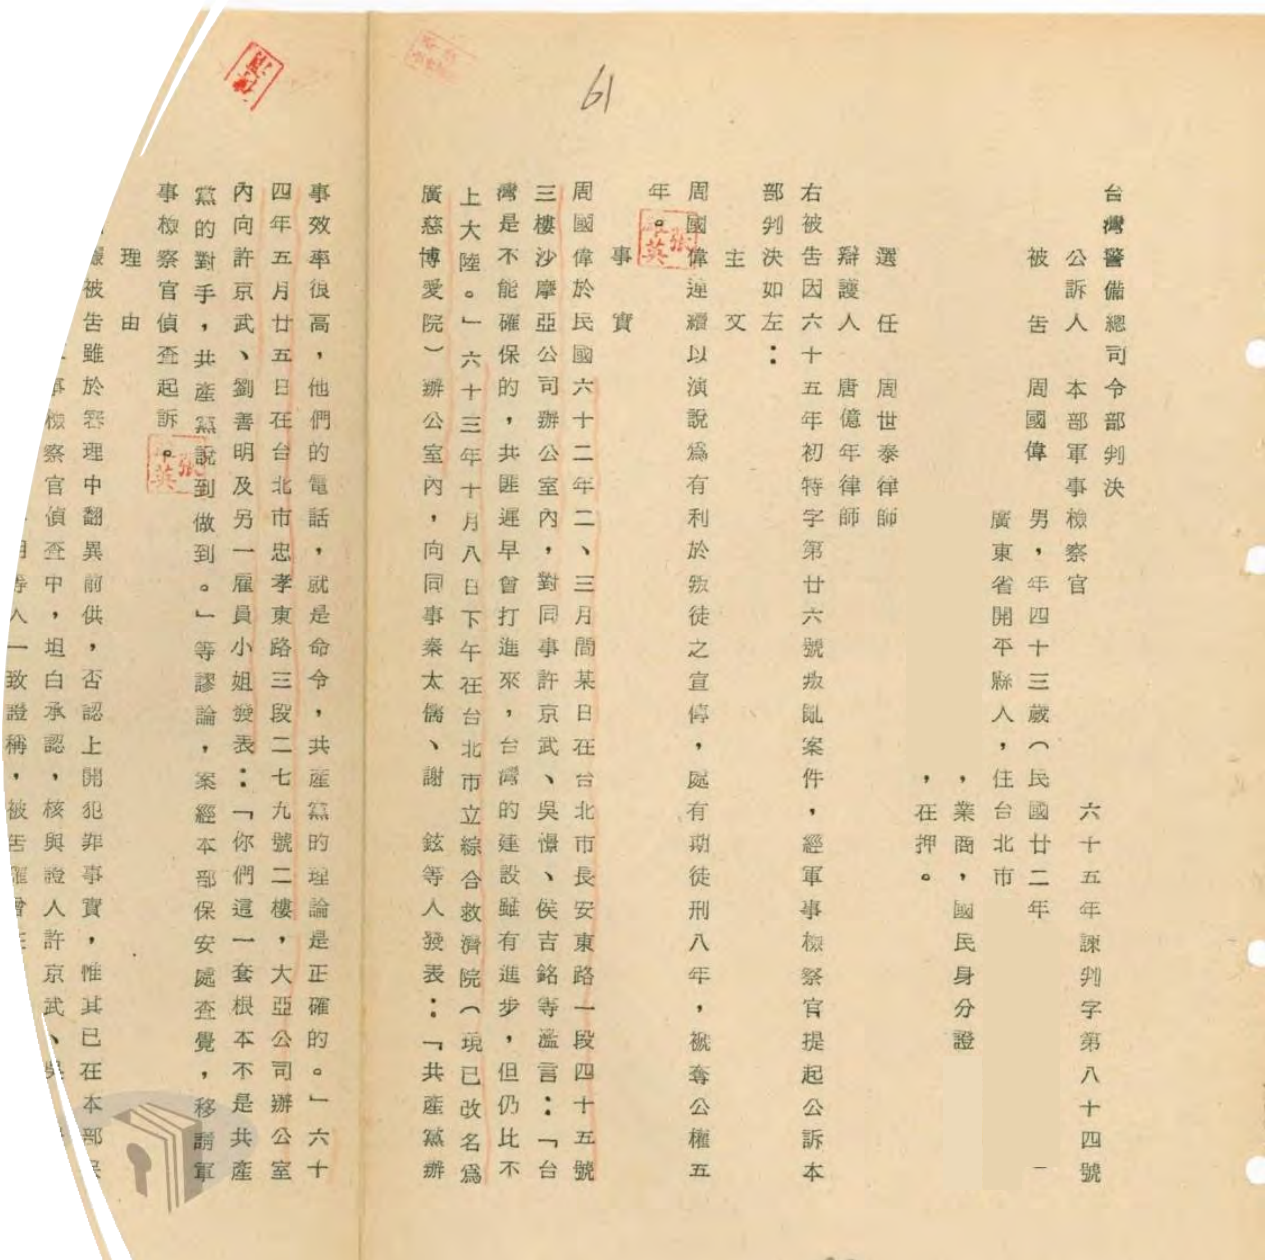 61
台灣警備總司令部判決
六十五年諫判字第八十四號
公訴人　本部軍事檢察官
被告　周國偉　男，年四十三歲（民國廿二年
廣東省開平縣人，住台北市
，業商，國民身分證
，在押。
選任　周世泰律師
辯護人　唐億年律師
右被告因六十五年初特字第廿六號叛亂案件，經軍事檢察官提起公訴本
部判決如左：
主文
周國偉連續以演說為有利於叛徒之宣傳，處有期徒刑八年，褫奪公權五
年。
事實
周國偉於民國六十二年二、三月間某日在台北市長安東路一段四十五號
三樓沙摩亞公司辦公室內，對同事許京武、吳憬、侯吉銘等濫言：「台
灣是不能確保的，共匪遲早會打進來，台灣的建設雖有進步，但仍比不
上大陸。」六十三年十月八日下午在台北市立綜合救濟院（現已改名為
廣慈博愛院）辦公室內，向同事秦太儒、謝　鉉等人發表：「共產黨辦
事效率很高，他們的電話，就是命令，共產黨的理論是正確的。」六十
四年五月廿五日在台北市忠孝東路三段二七九號二樓，大亞公司辦公室
內向許京武、劉善明及另一雇員小姐發表：「你們這一套根本不是共產
黨的對手，共產黨說到做到。」等謬論，案經本部保安處查覺，移請軍
事檢察官偵查起訴。
理由
被告雖於審理中翻異前供，否認上開犯罪事實，惟其已在本部
事檢察官偵查中，坦白承認，核與證人許京武、吳
等人一致證稱，被告確曾在